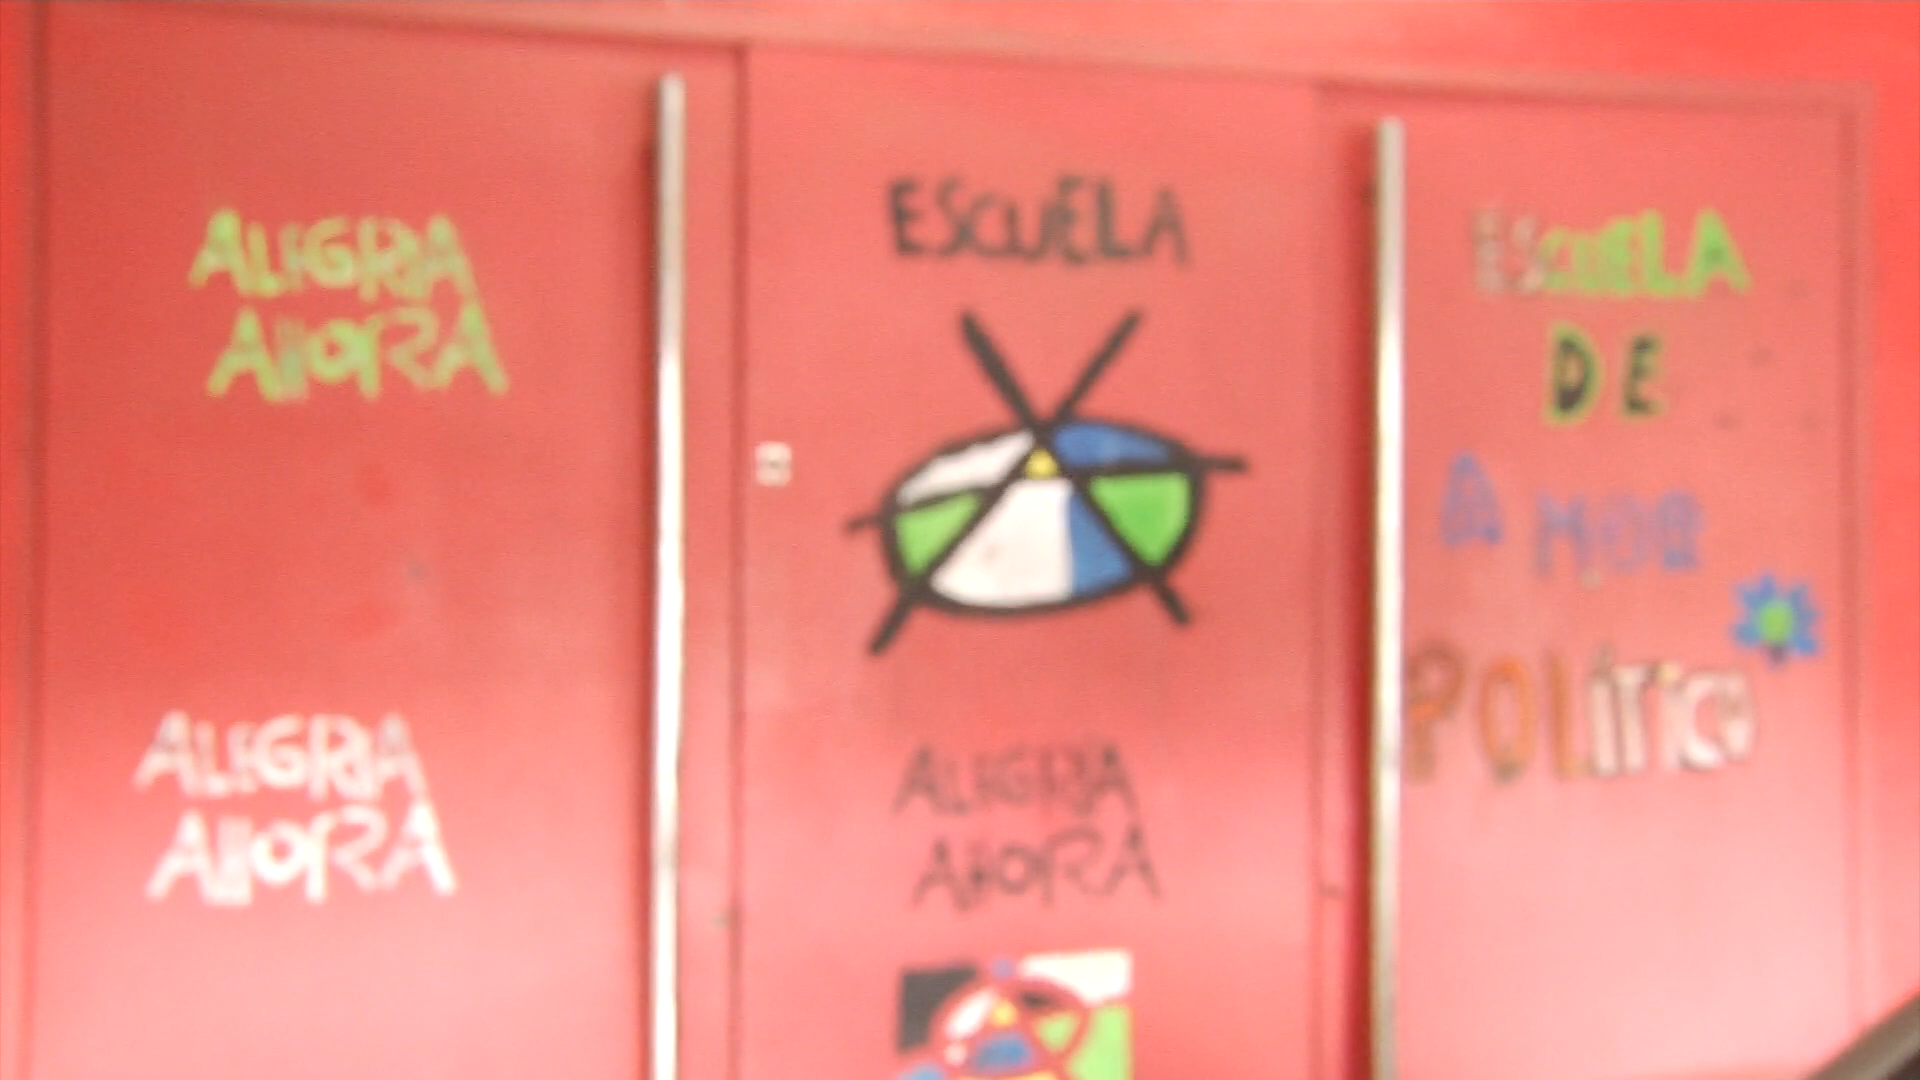 ALEGRIA
AHORA
ALEGRIA
AHORA
ESCUELA
ALEGRIA
AHORA
ESCUELA
DE
AMOR
POLÍTICO